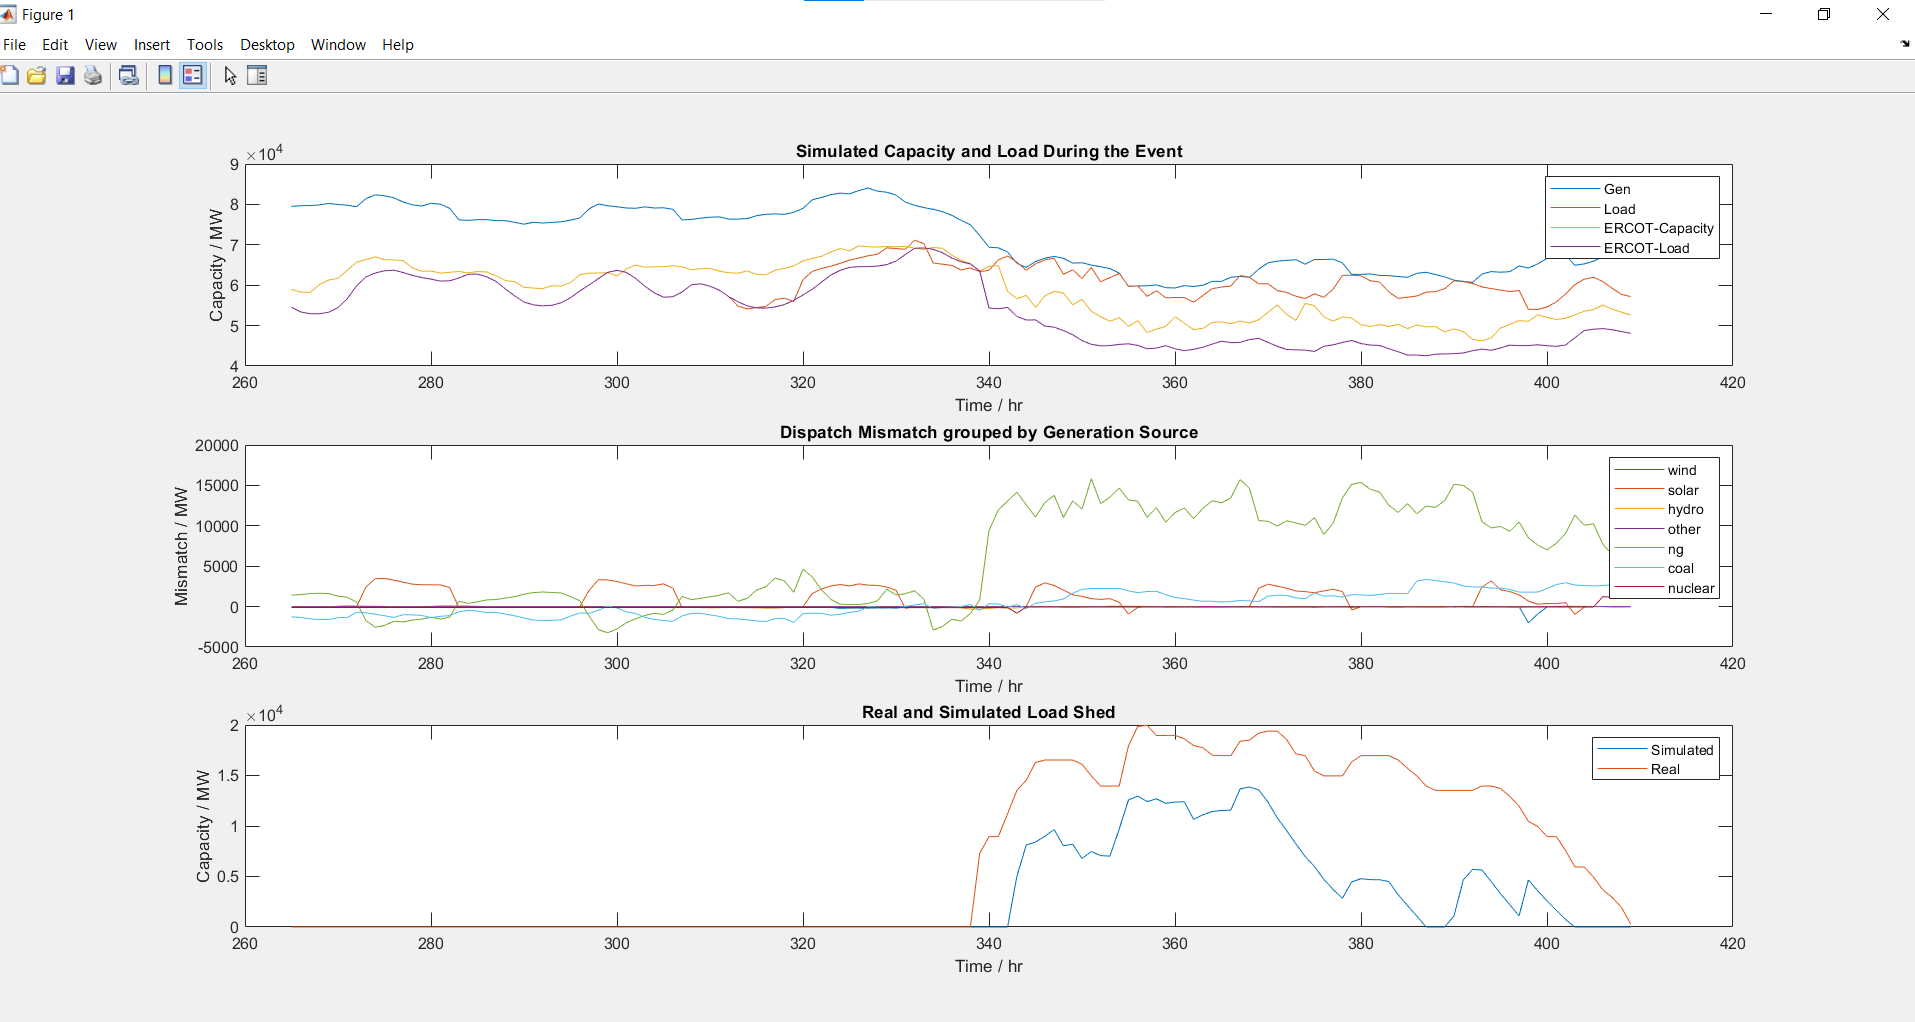 Figure 1
File Edit View Insert Tools Desktop Window Help
Simulated Capacity and Load During the Event
×10⁴
9
8
7
6
5
4
Capacity / MW
260 280 300 320 340 360 380 400 420
Time / hr
Gen
Load
ERCOT-Capacity
ERCOT-Load
Dispatch Mismatch grouped by Generation Source
20000
15000
10000
5000
0
-5000
Mismatch / MW
260 280 300 320 340 360 380 400 420
Time / hr
wind
solar
hydro
other
ng
coal
nuclear
Real and Simulated Load Shed
×10⁴
2
1.5
1
0.5
0
Capacity / MW
260 280 300 320 340 360 380 400 420
Time / hr
Simulated
Real